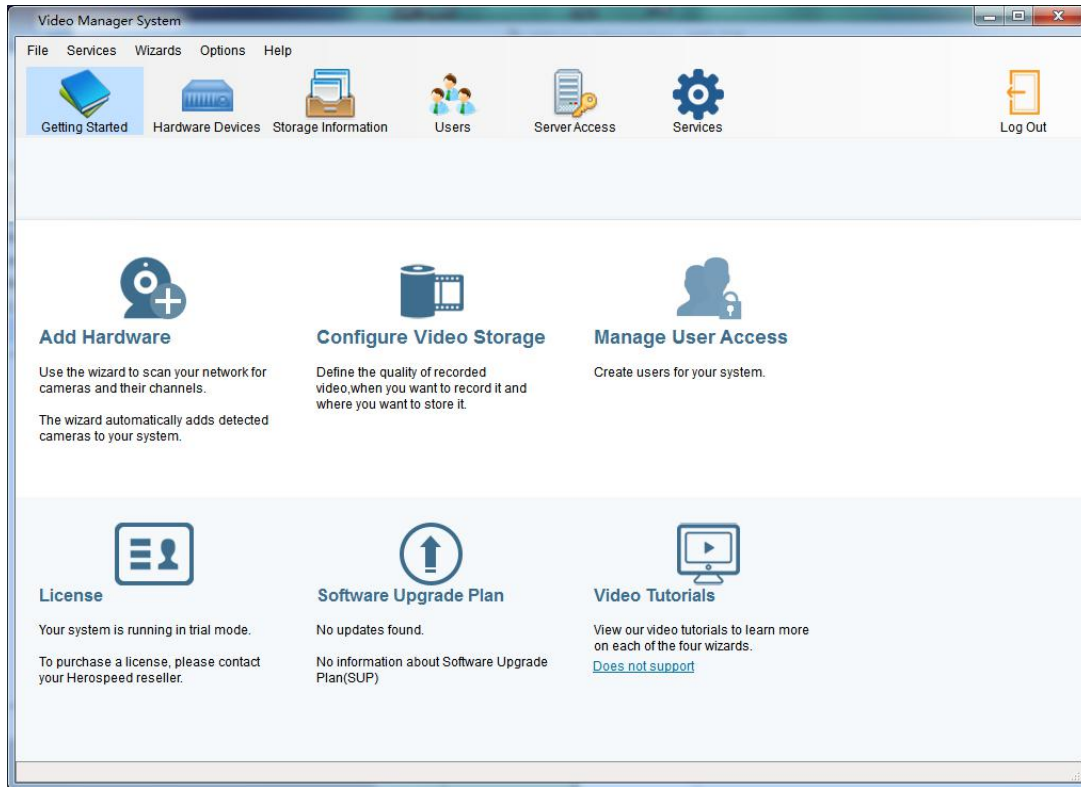 Video Manager System
File Services Wizards Options Help
Getting Started Hardware Devices Storage Information Users Server Access Services Log Out
Add Hardware
Use the wizard to scan your network for
cameras and their channels.
The wizard automatically adds detected
cameras to your system.
Configure Video Storage
Define the quality of recorded
video,when you want to record it and
where you want to store it.
Manage User Access
Create users for your system.
License
Your system is running in trial mode.
To purchase a license, please contact
your Herospeed reseller.
Software Upgrade Plan
No updates found.
No information about Software Upgrade
Plan(SUP)
Video Tutorials
View our video tutorials to learn more
on each of the four wizards.
Does not support